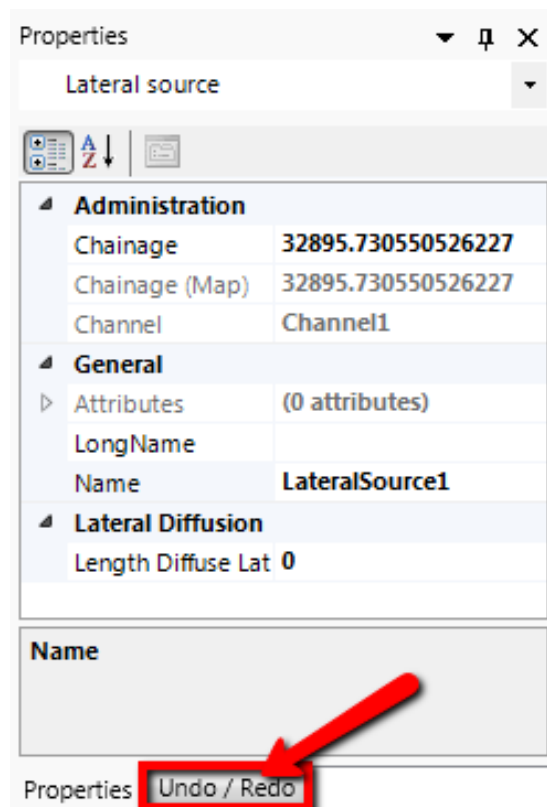 Properties
Lateral source
A
Z
Administration
Chainage 32895.730550526227
Chainage (Map) 32895.730550526227
Channel Channel1
General
Attributes (0 attributes)
LongName
Name LateralSource1
Lateral Diffusion
Length Diffuse Lat 0
Name
Properties Undo / Redo